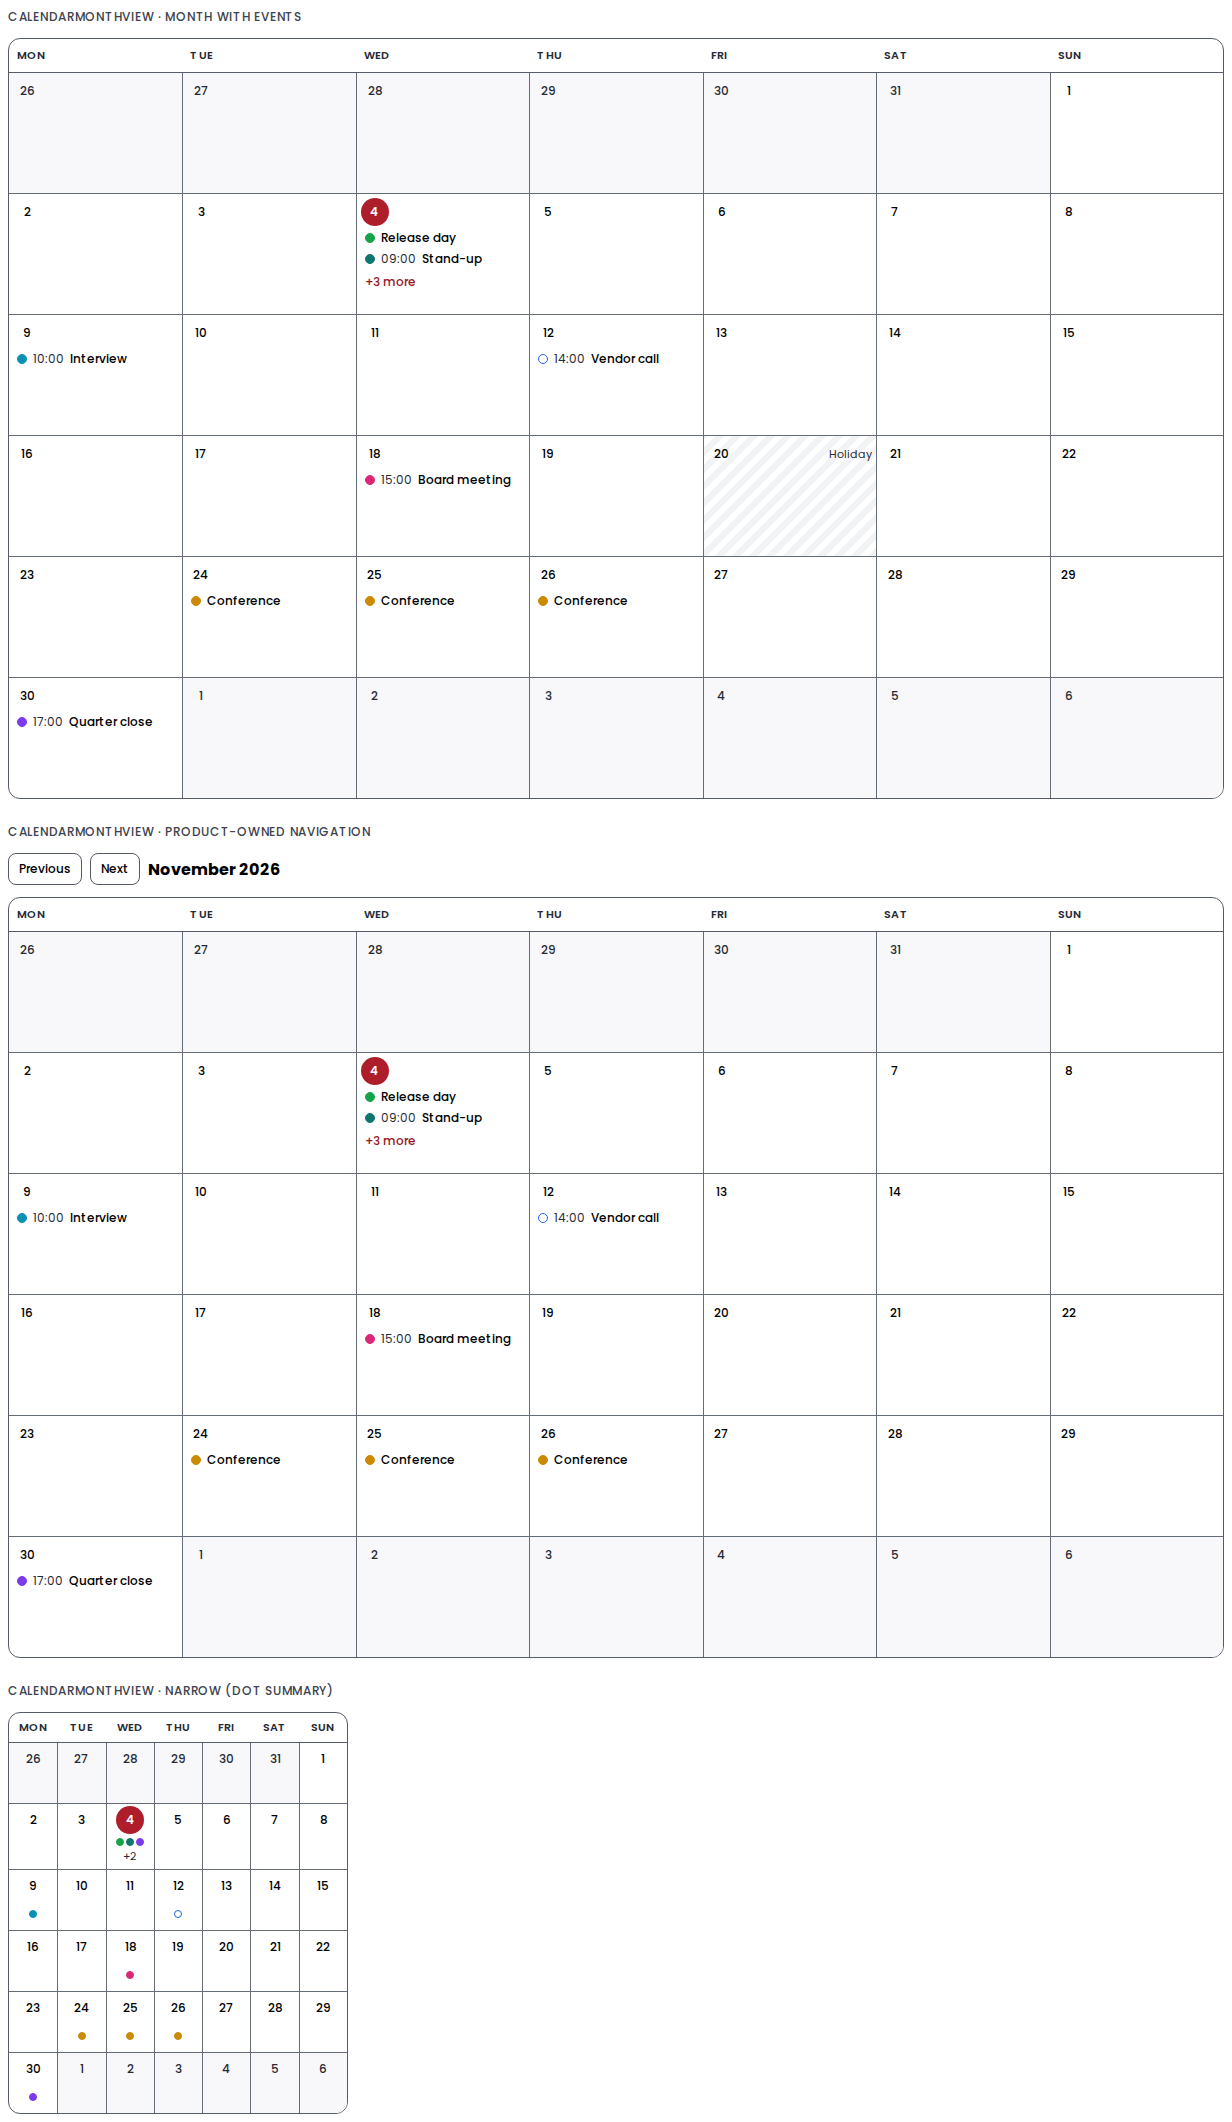 CALENDARMONTHVIEW · MONTH WITH EVENTS
MON TUE WED THU FRI SAT SUN
26 27 28 29 30 31 1
2 3 4 5 6 7 8
Release day
09:00 Stand-up
+3 more
9 10 11 12 13 14 15
10:00 Interview 14:00 Vendor call
16 17 18 19 20 Holiday 21 22
15:00 Board meeting
23 24 25 26 27 28 29
Conference Conference Conference
30 1 2 3 4 5 6
17:00 Quarter close
CALENDARMONTHVIEW · PRODUCT-OWNED NAVIGATION
Previous Next November 2026
MON TUE WED THU FRI SAT SUN
26 27 28 29 30 31 1
2 3 4 5 6 7 8
Release day
09:00 Stand-up
+3 more
9 10 11 12 13 14 15
10:00 Interview 14:00 Vendor call
16 17 18 19 20 21 22
15:00 Board meeting
23 24 25 26 27 28 29
Conference Conference Conference
30 1 2 3 4 5 6
17:00 Quarter close
CALENDARMONTHVIEW · NARROW (DOT SUMMARY)
MON TUE WED THU FRI SAT SUN
26 27 28 29 30 31 1
2 3 4 5 6 7 8
+2
9 10 11 12 13 14 15
16 17 18 19 20 21 22
23 24 25 26 27 28 29
30 1 2 3 4 5 6